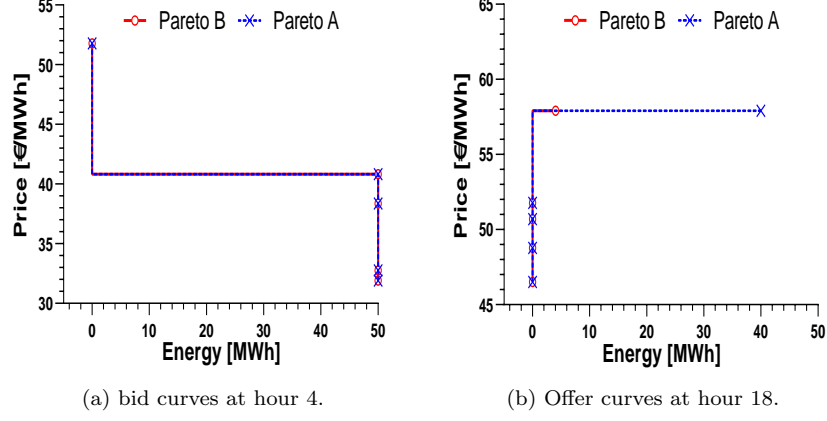 Pareto B Pareto A
55
50
45
40
35
30
0 10 20 30 40 50
Price [€/MWh]
Energy [MWh]
(a) bid curves at hour 4.
Pareto B Pareto A
65
60
55
50
45
0 10 20 30 40 50
Price [€/MWh]
Energy [MWh]
(b) Offer curves at hour 18.